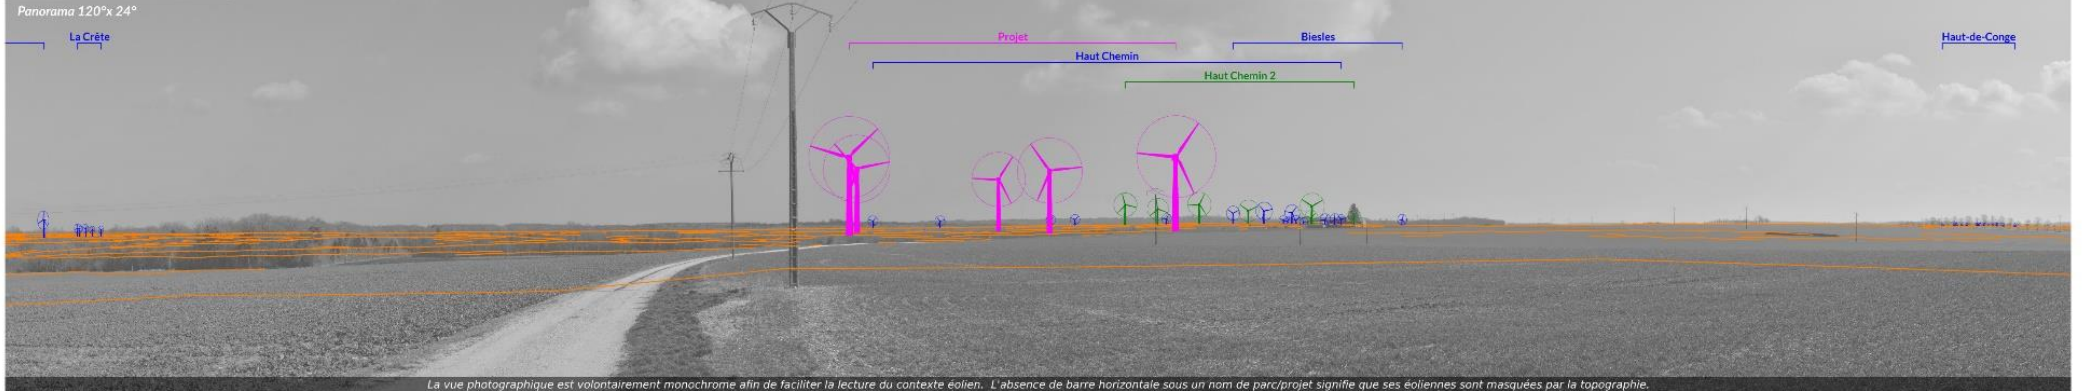 Panorama 120°x 24°
La Crête
Projet
Biesles
Haut-de-Conge
Haut Chemin
Haut Chemin 2
La vue photographique est volontairement monochrome afin de faciliter la lecture du contexte éolien. L'absence de barre horizontale sous un nom de parc/projet signifie que ses éoliennes sont masquées par la topographie.